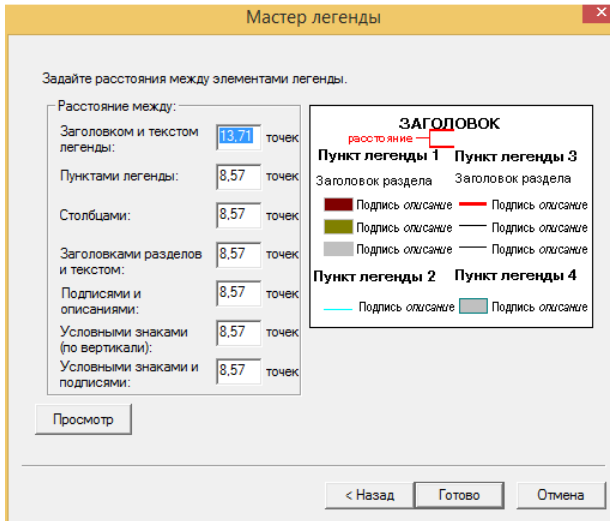 Мастер легенды
Задайте расстояния между элементами легенды.
Расстояние между:
Заголовком и текстом
легенды:
13,71 точек
Пунктами легенды:
8,57 точек
Столбцами:
8,57 точек
Заголовками разделов
и текстом:
8,57 точек
Подписями и
описаниями:
8,57 точек
Условными знаками
(по вертикали):
8,57 точек
Условными знаками и
подписями:
8,57 точек
ЗАГОЛОВОК
расстояние
Пункт легенды 1 Пункт легенды 3
Заголовок раздела Заголовок раздела
Подпись описание Подпись описание
Подпись описание Подпись описание
Подпись описание Подпись описание
Пункт легенды 2 Пункт легенды 4
Подпись описание Подпись описание
Просмотр
< Назад Готово Отмена